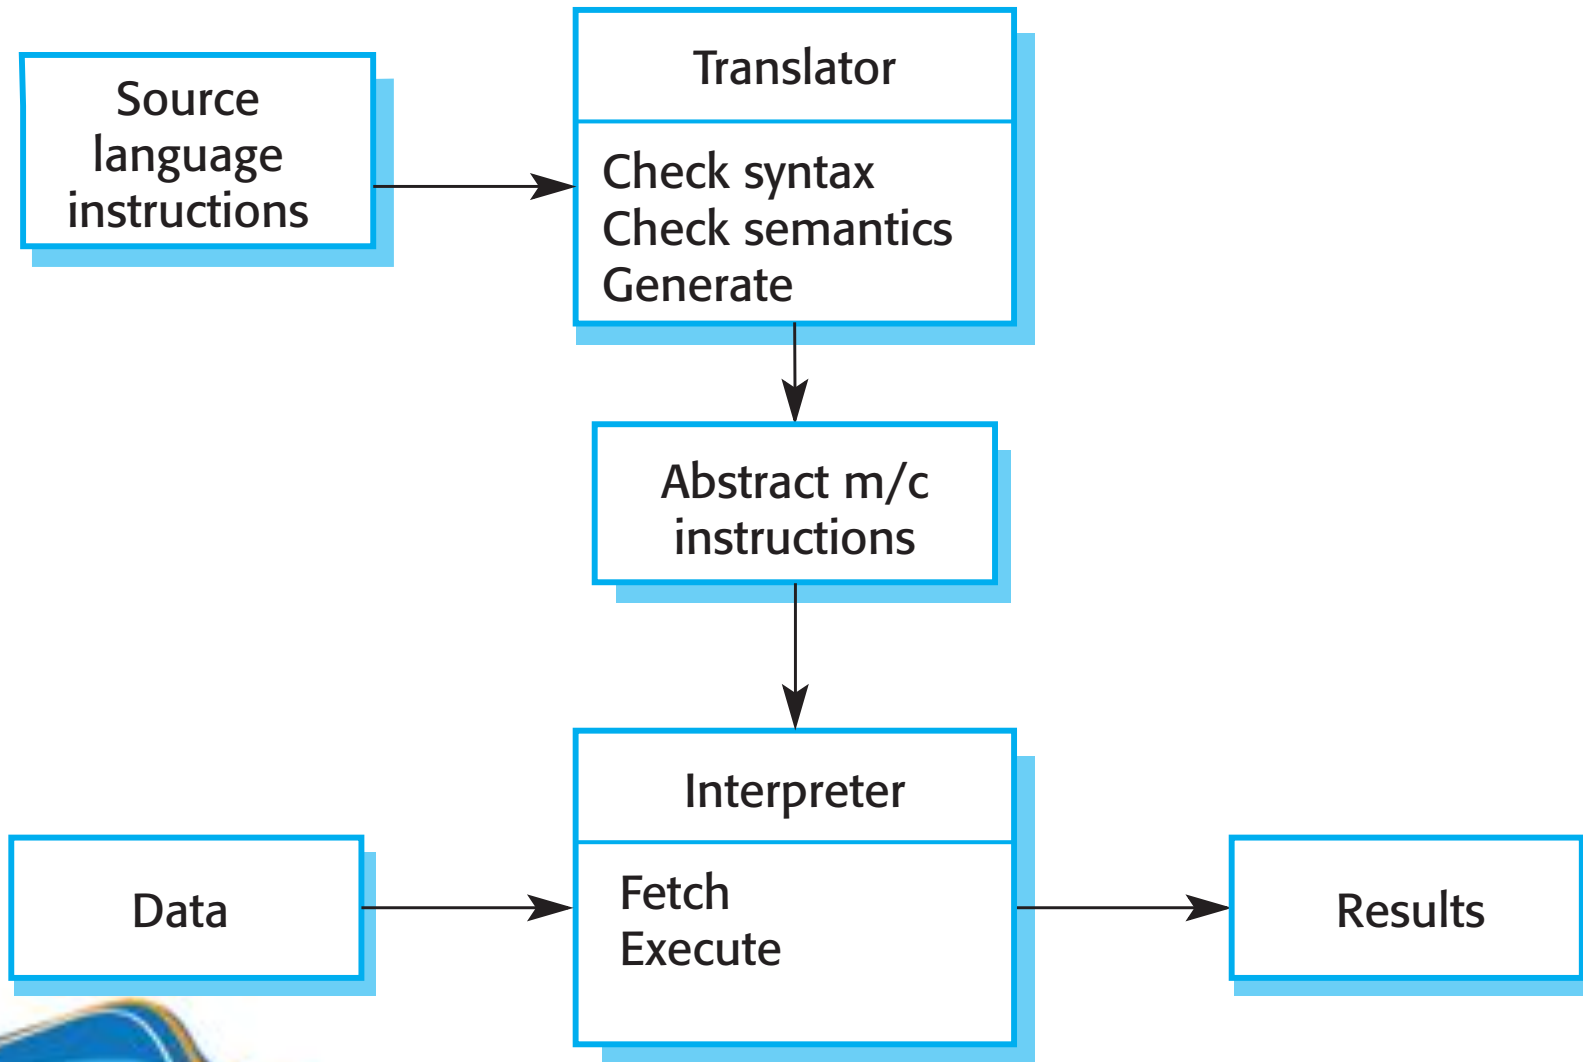 Source
language
instructions
Translator
Check syntax
Check semantics
Generate
Abstract m/c
instructions
Interpreter
Fetch
Execute
Data
Results